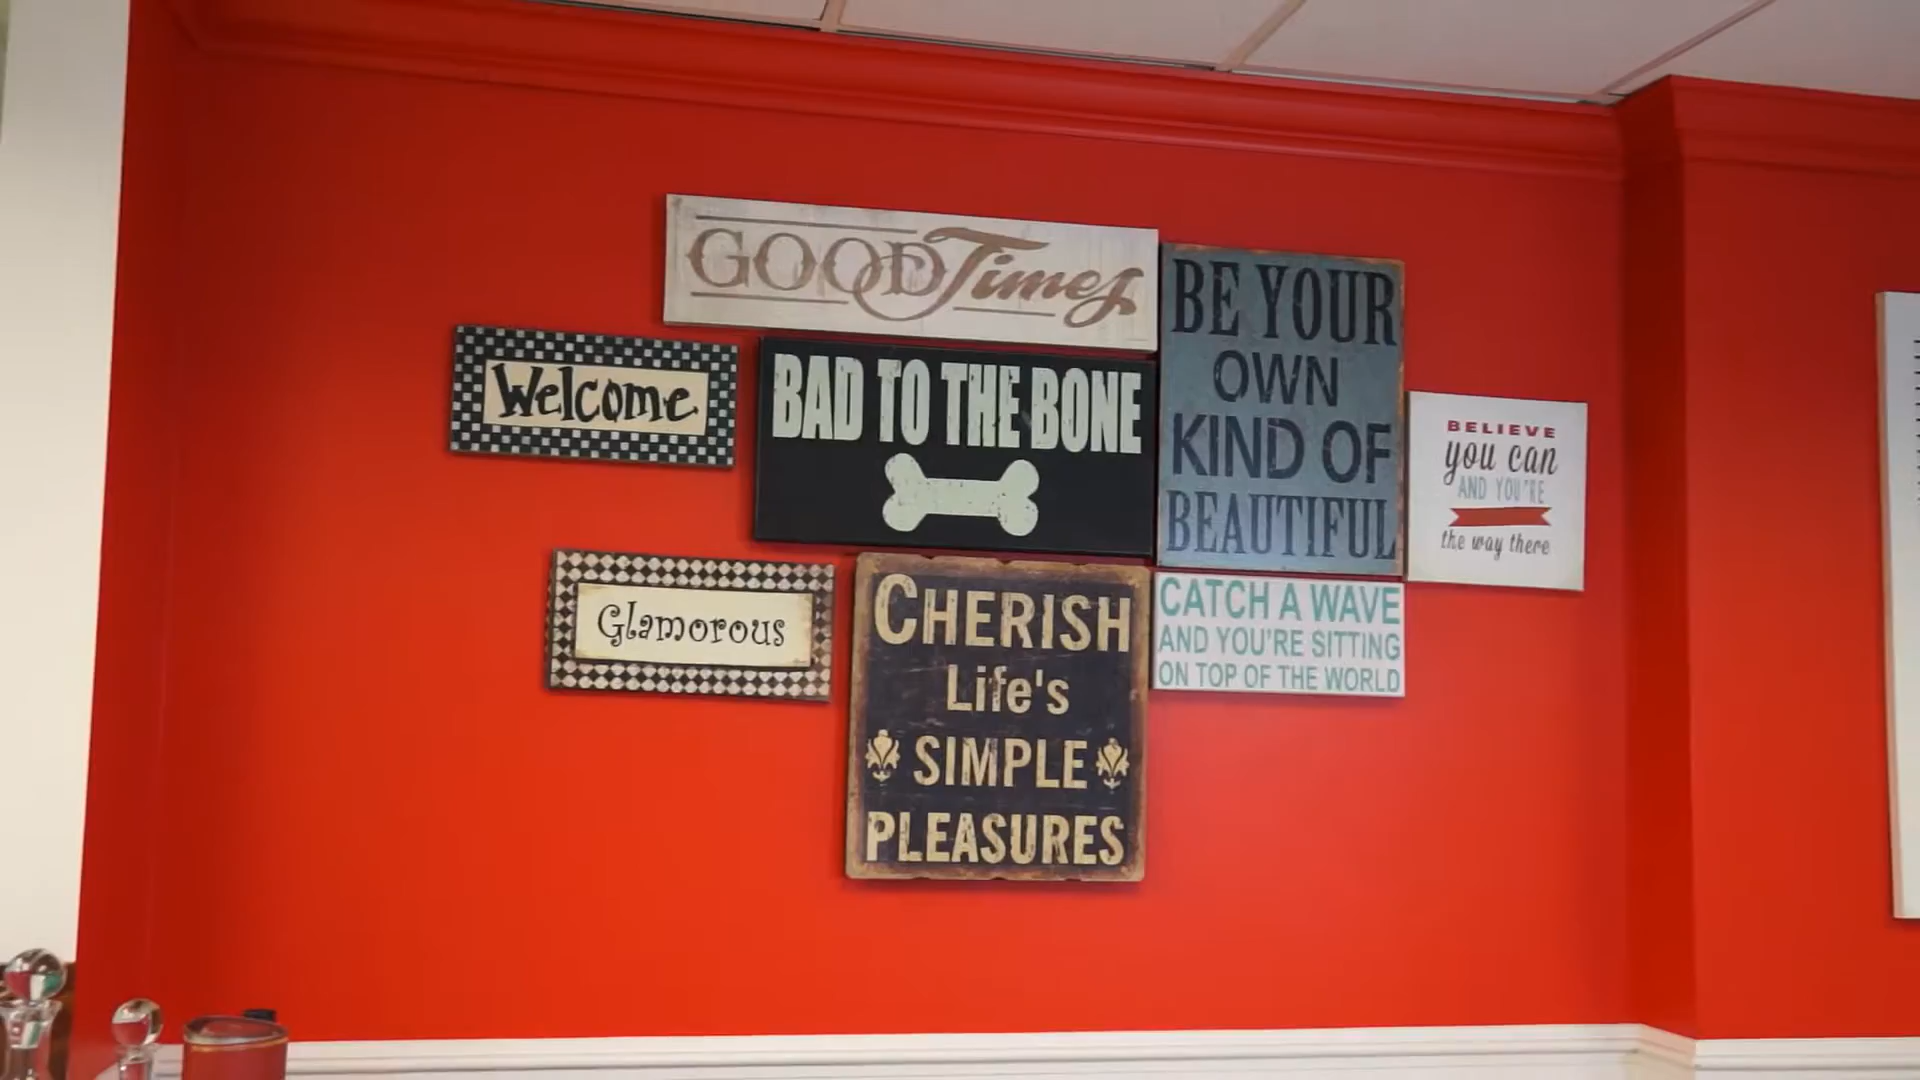 GOOD Times
Welcome
BAD TO THE BONE
BE YOUR
OWN
KIND OF
BEAUTIFUL
BELIEVE
you can
AND YOU'RE
the way there
Glamorous
CHERISH
Life's
SIMPLE
PLEASURES
CATCH A WAVE
AND YOU'RE SITTING
ON TOP OF THE WORLD